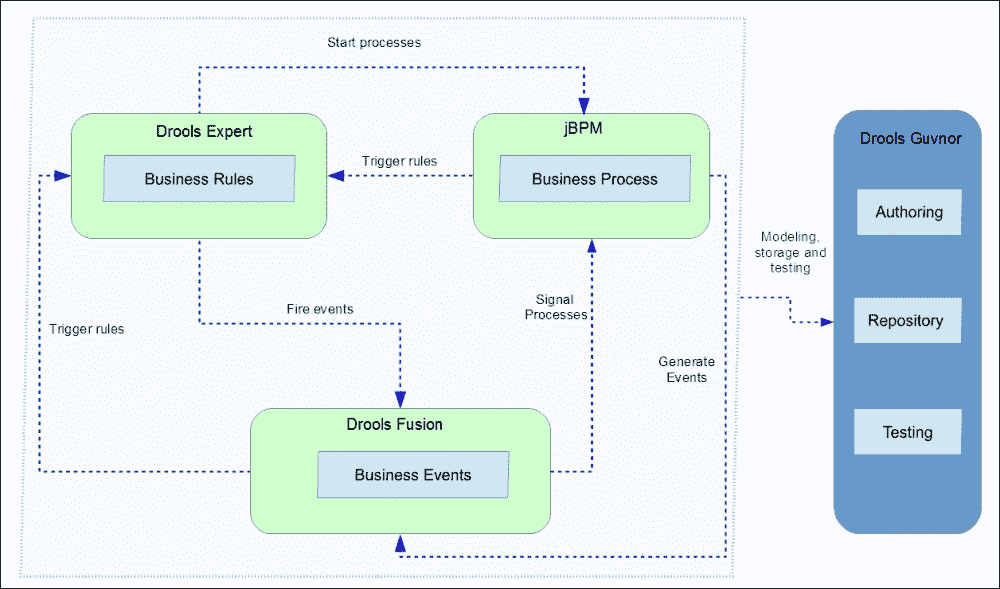 Start processes
Drools Expert
Business Rules
Trigger rules
jBPM
Business Process
Drools Guvnor
Authoring
Modeling,
storage and
testing
Repository
Testing
Fire events
Trigger rules
Signal
Processes
Generate
Events
Drools Fusion
Business Events